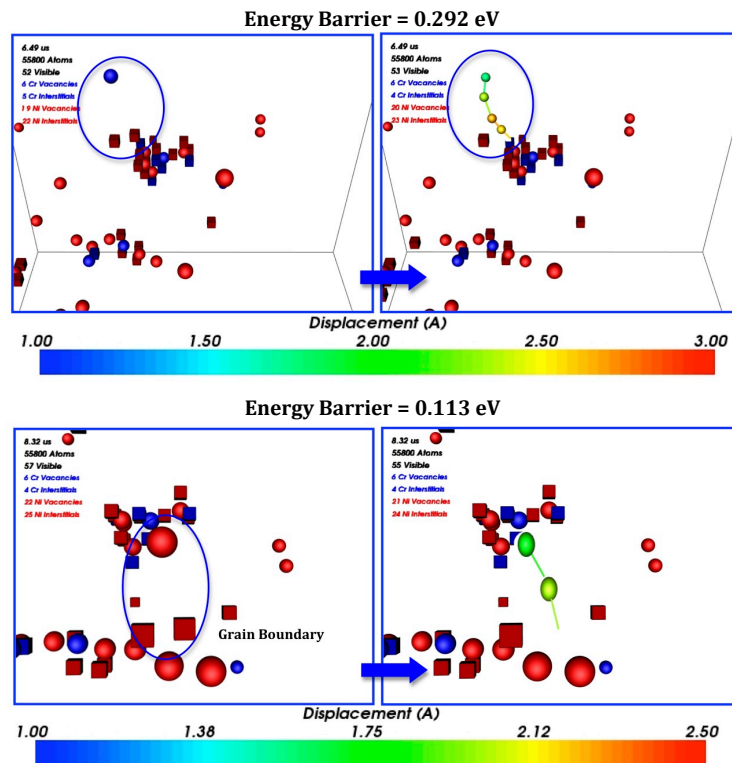 Energy Barrier = 0.292 eV
6.49 us
55800 Atoms
52 Visible
6 Cr Vacancies
5 Cr Interstitials
19 Ni Vacancies
22 Ni Interstitials
6.49 us
55800 Atoms
53 Visible
6 Cr Vacancies
4 Cr Interstitials
20 Ni Vacancies
23 Ni Interstitials
Displacement (A)
1.00 1.50 2.00 2.50 3.00
Energy Barrier = 0.113 eV
8.32 us
55800 Atoms
57 Visible
6 Cr Vacancies
4 Cr Interstitials
22 Ni Vacancies
25 Ni Interstitials
Grain Boundary
8.32 us
55800 Atoms
55 Visible
6 Cr Vacancies
4 Cr Interstitials
21 Ni Vacancies
24 Ni Interstitials
Displacement (A)
1.00 1.38 1.75 2.12 2.50